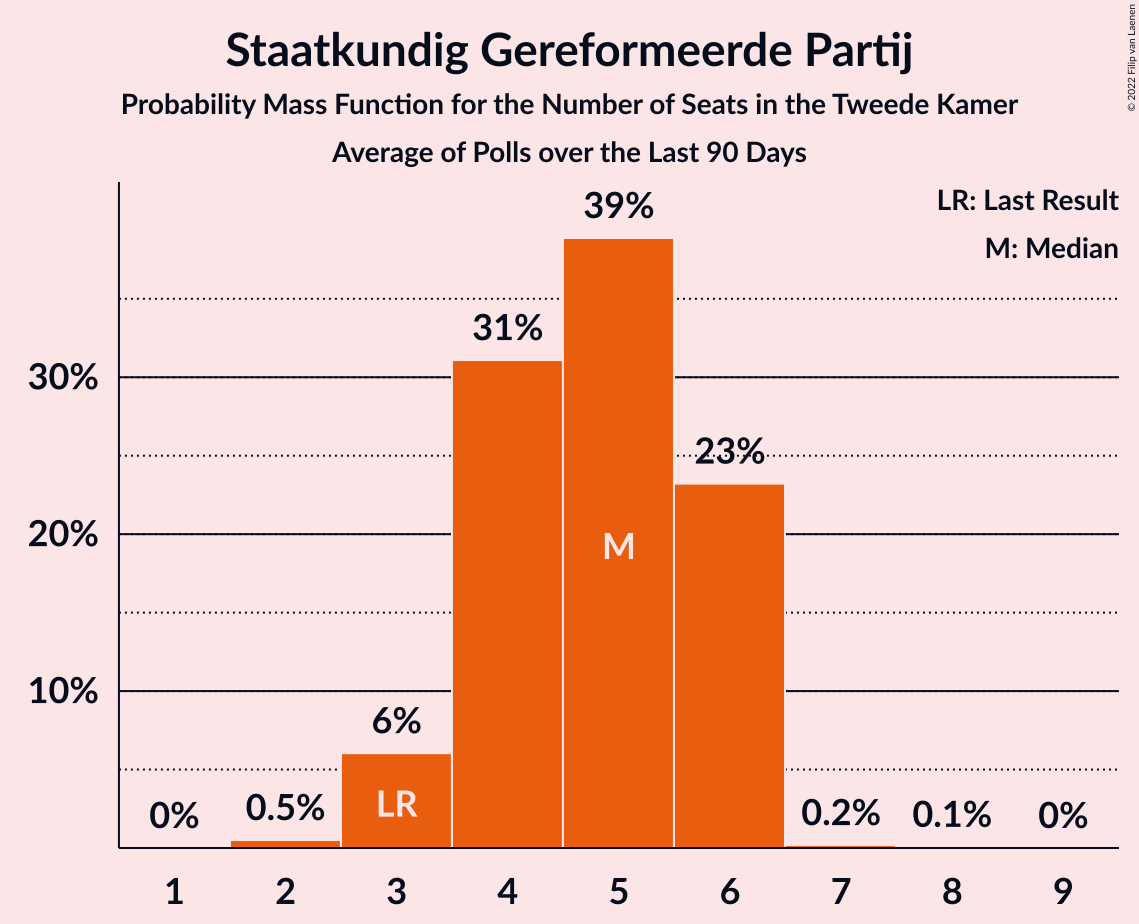 Staatkundig Gereformeerde Partij
Probability Mass Function for the Number of Seats in the Tweede Kamer
Average of Polls over the Last 90 Days
© 2022 Filip van Laenen
LR: Last Result
M: Median
39%
31%
30%
23%
20%
M
10%
6%
LR
0%
0.5%
0.2%
0.1%
0%
1 2 3 4 5 6 7 8 9